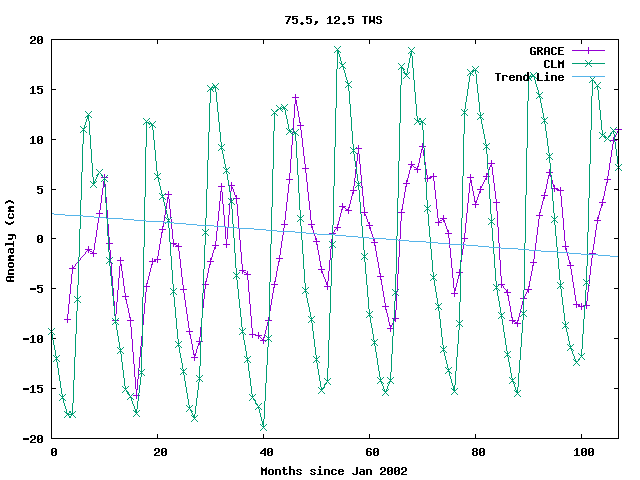 75.5, 12.5 TWS
GRACE
CLM
Trend Line
20
15
10
5
0
-5
-10
-15
-20
Anomaly (cm)
0 20 40 60 80 100
Months since Jan 2002